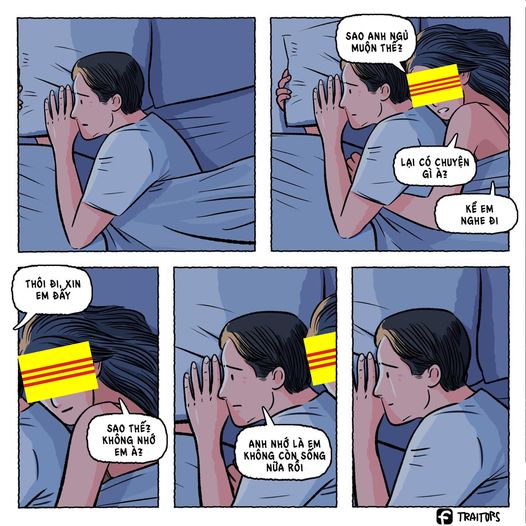 SAO ANH NGỦ
MUỘN THẾ?
LẠI CÓ CHUYỆN
GÌ À?
KỂ EM
NGHE ĐI
THÔI ĐI, XIN
EM ĐẤY
SAO THẾ?
KHÔNG NHỚ
EM À?
ANH NHỚ LÀ EM
KHÔNG CÒN SỐNG
NỮA RỒI
f TRAITORS